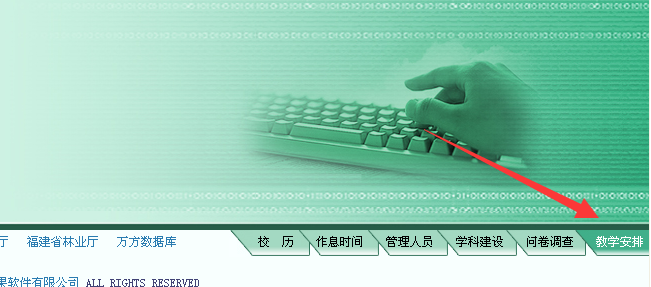 厅 福建省林业厅 万方数据库 校 历 作息时间 管理人员 学科建设 问卷调查 教学安排
果软件有限公司 ALL RIGHTS RESERVED